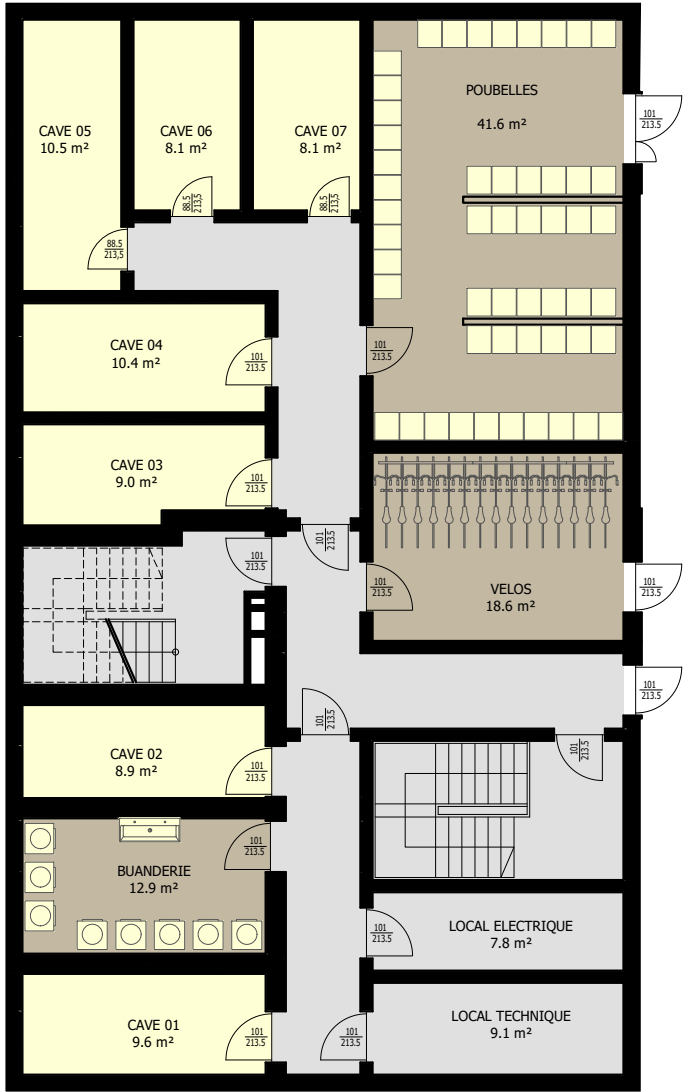 POUBELLES
41.6 m²
101
213.5
CAVE 05
10.5 m²
CAVE 06
8.1 m²
CAVE 07
8.1 m²
88.5
213,5
88.5
213,5
88.5
213,5
CAVE 04
10.4 m²
101
213.5
101
213.5
CAVE 03
9.0 m²
101
213.5
101
213.5
101
213.5
101
213.5
VELOS
18.6 m²
101
213.5
101
213.5
101
213.5
101
213.5
CAVE 02
8.9 m²
101
213.5
BUANDERIE
12.9 m²
101
213.5
LOCAL ELECTRIQUE
7.8 m²
101
213.5
CAVE 01
9.6 m²
101
213.5
101
213.5
LOCAL TECHNIQUE
9.1 m²